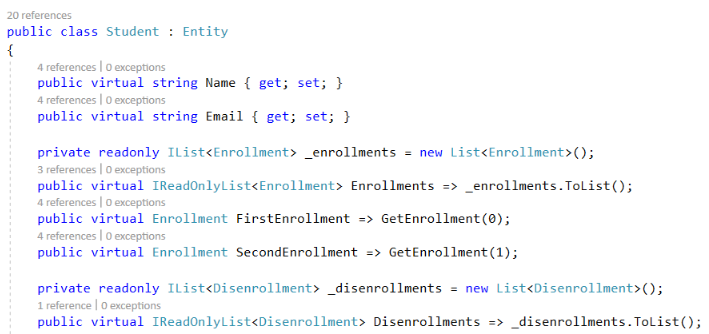 20 references
public class Student : Entity
{
4 references | 0 exceptions
public virtual string Name { get; set; }
4 references | 0 exceptions
public virtual string Email { get; set; }
private readonly IList<Enrollment> _enrollments = new List<Enrollment>();
3 references | 0 exceptions
public virtual IReadOnlyList<Enrollment> Enrollments => _enrollments.ToList();
4 references | 0 exceptions
public virtual Enrollment FirstEnrollment => GetEnrollment(0);
4 references | 0 exceptions
public virtual Enrollment SecondEnrollment => GetEnrollment(1);
private readonly IList<Disenrollment> _disenrollments = new List<Disenrollment>();
1 reference | 0 exceptions
public virtual IReadOnlyList<Disenrollment> Disenrollments => _disenrollments.ToList();